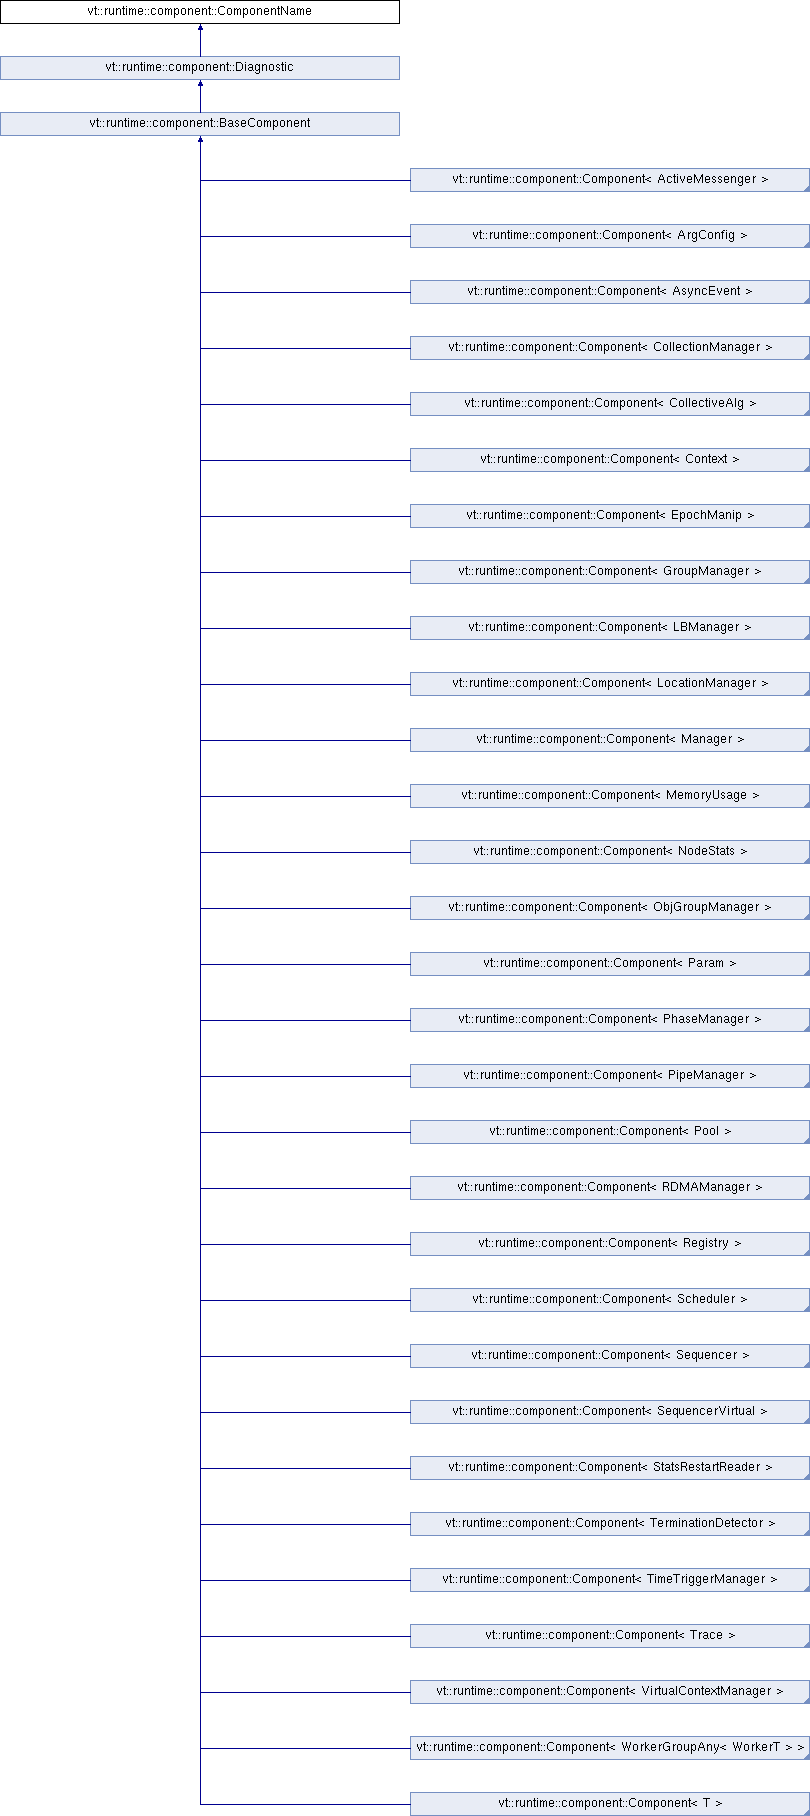 vt::runtime::component::ComponentName
vt::runtime::component::Diagnostic
vt::runtime::component::BaseComponent
vt::runtime::component::Component< ActiveMessenger >
vt::runtime::component::Component< ArgConfig >
vt::runtime::component::Component< AsyncEvent >
vt::runtime::component::Component< CollectionManager >
vt::runtime::component::Component< CollectiveAlg >
vt::runtime::component::Component< Context >
vt::runtime::component::Component< EpochManip >
vt::runtime::component::Component< GroupManager >
vt::runtime::component::Component< LBManager >
vt::runtime::component::Component< LocationManager >
vt::runtime::component::Component< Manager >
vt::runtime::component::Component< MemoryUsage >
vt::runtime::component::Component< NodeStats >
vt::runtime::component::Component< ObjGroupManager >
vt::runtime::component::Component< Param >
vt::runtime::component::Component< PhaseManager >
vt::runtime::component::Component< PipeManager >
vt::runtime::component::Component< Pool >
vt::runtime::component::Component< RDMAManager >
vt::runtime::component::Component< Registry >
vt::runtime::component::Component< Scheduler >
vt::runtime::component::Component< Sequencer >
vt::runtime::component::Component< SequencerVirtual >
vt::runtime::component::Component< StatsRestartReader >
vt::runtime::component::Component< TerminationDetector >
vt::runtime::component::Component< TimeTriggerManager >
vt::runtime::component::Component< Trace >
vt::runtime::component::Component< VirtualContextManager >
vt::runtime::component::Component< WorkerGroupAny< WorkerT > >
vt::runtime::component::Component< T >